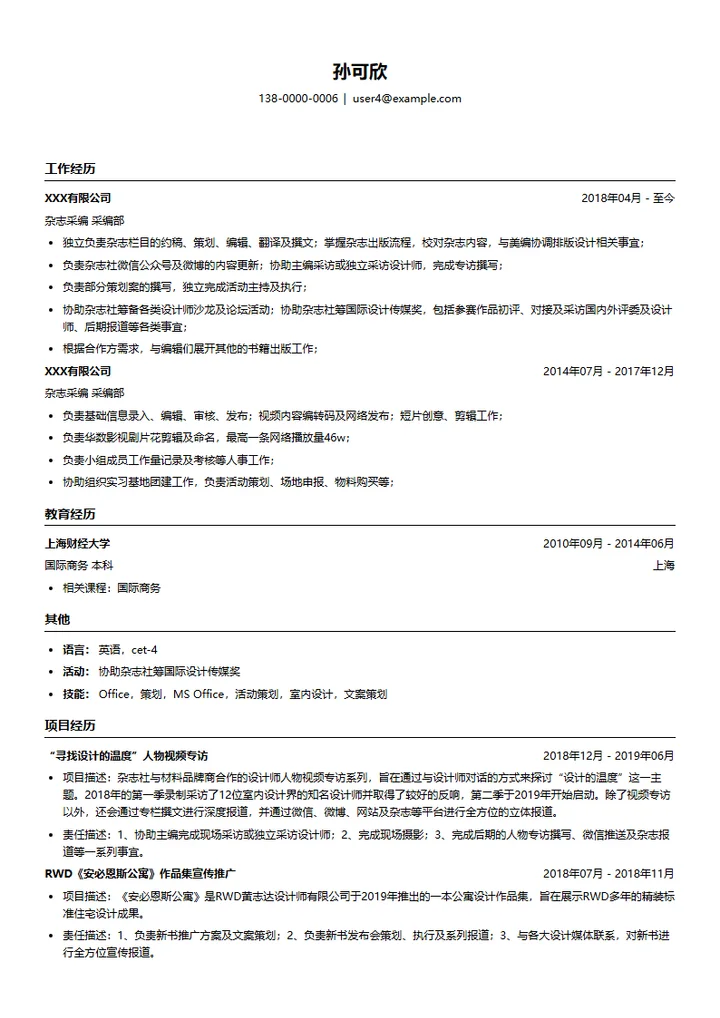 孙可欣
138-0000-0006 | user4@example.com
工作经历
XXX有限公司 2018年04月 - 至今
杂志采编 采编部
• 独立负责杂志栏目的约稿、策划、编辑、翻译及撰文；掌握杂志出版流程，校对杂志内容，与美编协调排版设计相关事宜；
• 负责杂志社微信公众号及微博的内容更新；协助主编采访或独立采访设计师，完成专访撰写；
• 负责部分策划案的撰写，独立完成活动主持及执行；
• 协助杂志社筹备各类设计师沙龙及论坛活动；协助杂志社筹国际设计传媒奖，包括参赛作品初评、对接及采访国内外评委及设计
师、后期报道等各类事宜；
• 根据合作方需求，与编辑们展开其他的书籍出版工作；
XXX有限公司 2014年07月 - 2017年12月
杂志采编 采编部
• 负责基础信息录入、编辑、审核、发布；视频内容编转码及网络发布；短片创意、剪辑工作；
• 负责华数影视剧片花剪辑及命名，最高一条网络播放量46w；
• 负责小组成员工作量记录及考核等人事工作；
• 协助组织实习基地团建工作，负责活动策划、场地申报、物料购买等；
教育经历
上海财经大学 2010年09月 - 2014年06月
国际商务 本科 上海
• 相关课程：国际商务
其他
• 语言： 英语，cet-4
• 活动： 协助杂志社筹国际设计传媒奖
• 技能： Office，策划，MS Office，活动策划，室内设计，文案策划
项目经历
“寻找设计的温度”人物视频专访 2018年12月 - 2019年06月
• 项目描述：杂志社与材料品牌商合作的设计师人物视频专访系列，旨在通过与设计师对话的方式来探讨“设计的温度”这一主
题。2018年的第一季录制采访了12位室内设计界的知名设计师并取得了较好的反响，第二季于2019年开始启动。除了视频专访
以外，还会通过专栏撰文进行深度报道，并通过微信、微博、网站及杂志等平台进行全方位的立体报道。
• 责任描述：1、协助主编完成现场采访或独立采访设计师；2、完成现场摄影；3、完成后期的人物专访撰写、微信推送及杂志报
道等一系列事宜。
RWD《安必恩斯公寓》作品集宣传推广 2018年07月 - 2018年11月
• 项目描述：《安必恩斯公寓》是RWD黄志达设计师有限公司于2019年推出的一本公寓设计作品集，旨在展示RWD多年的精装标
准住宅设计成果。
• 责任描述：1、负责新书推广方案及文案策划；2、负责新书发布会策划、执行及系列报道；3、与各大设计媒体联系，对新书进
行全方位宣传报道。